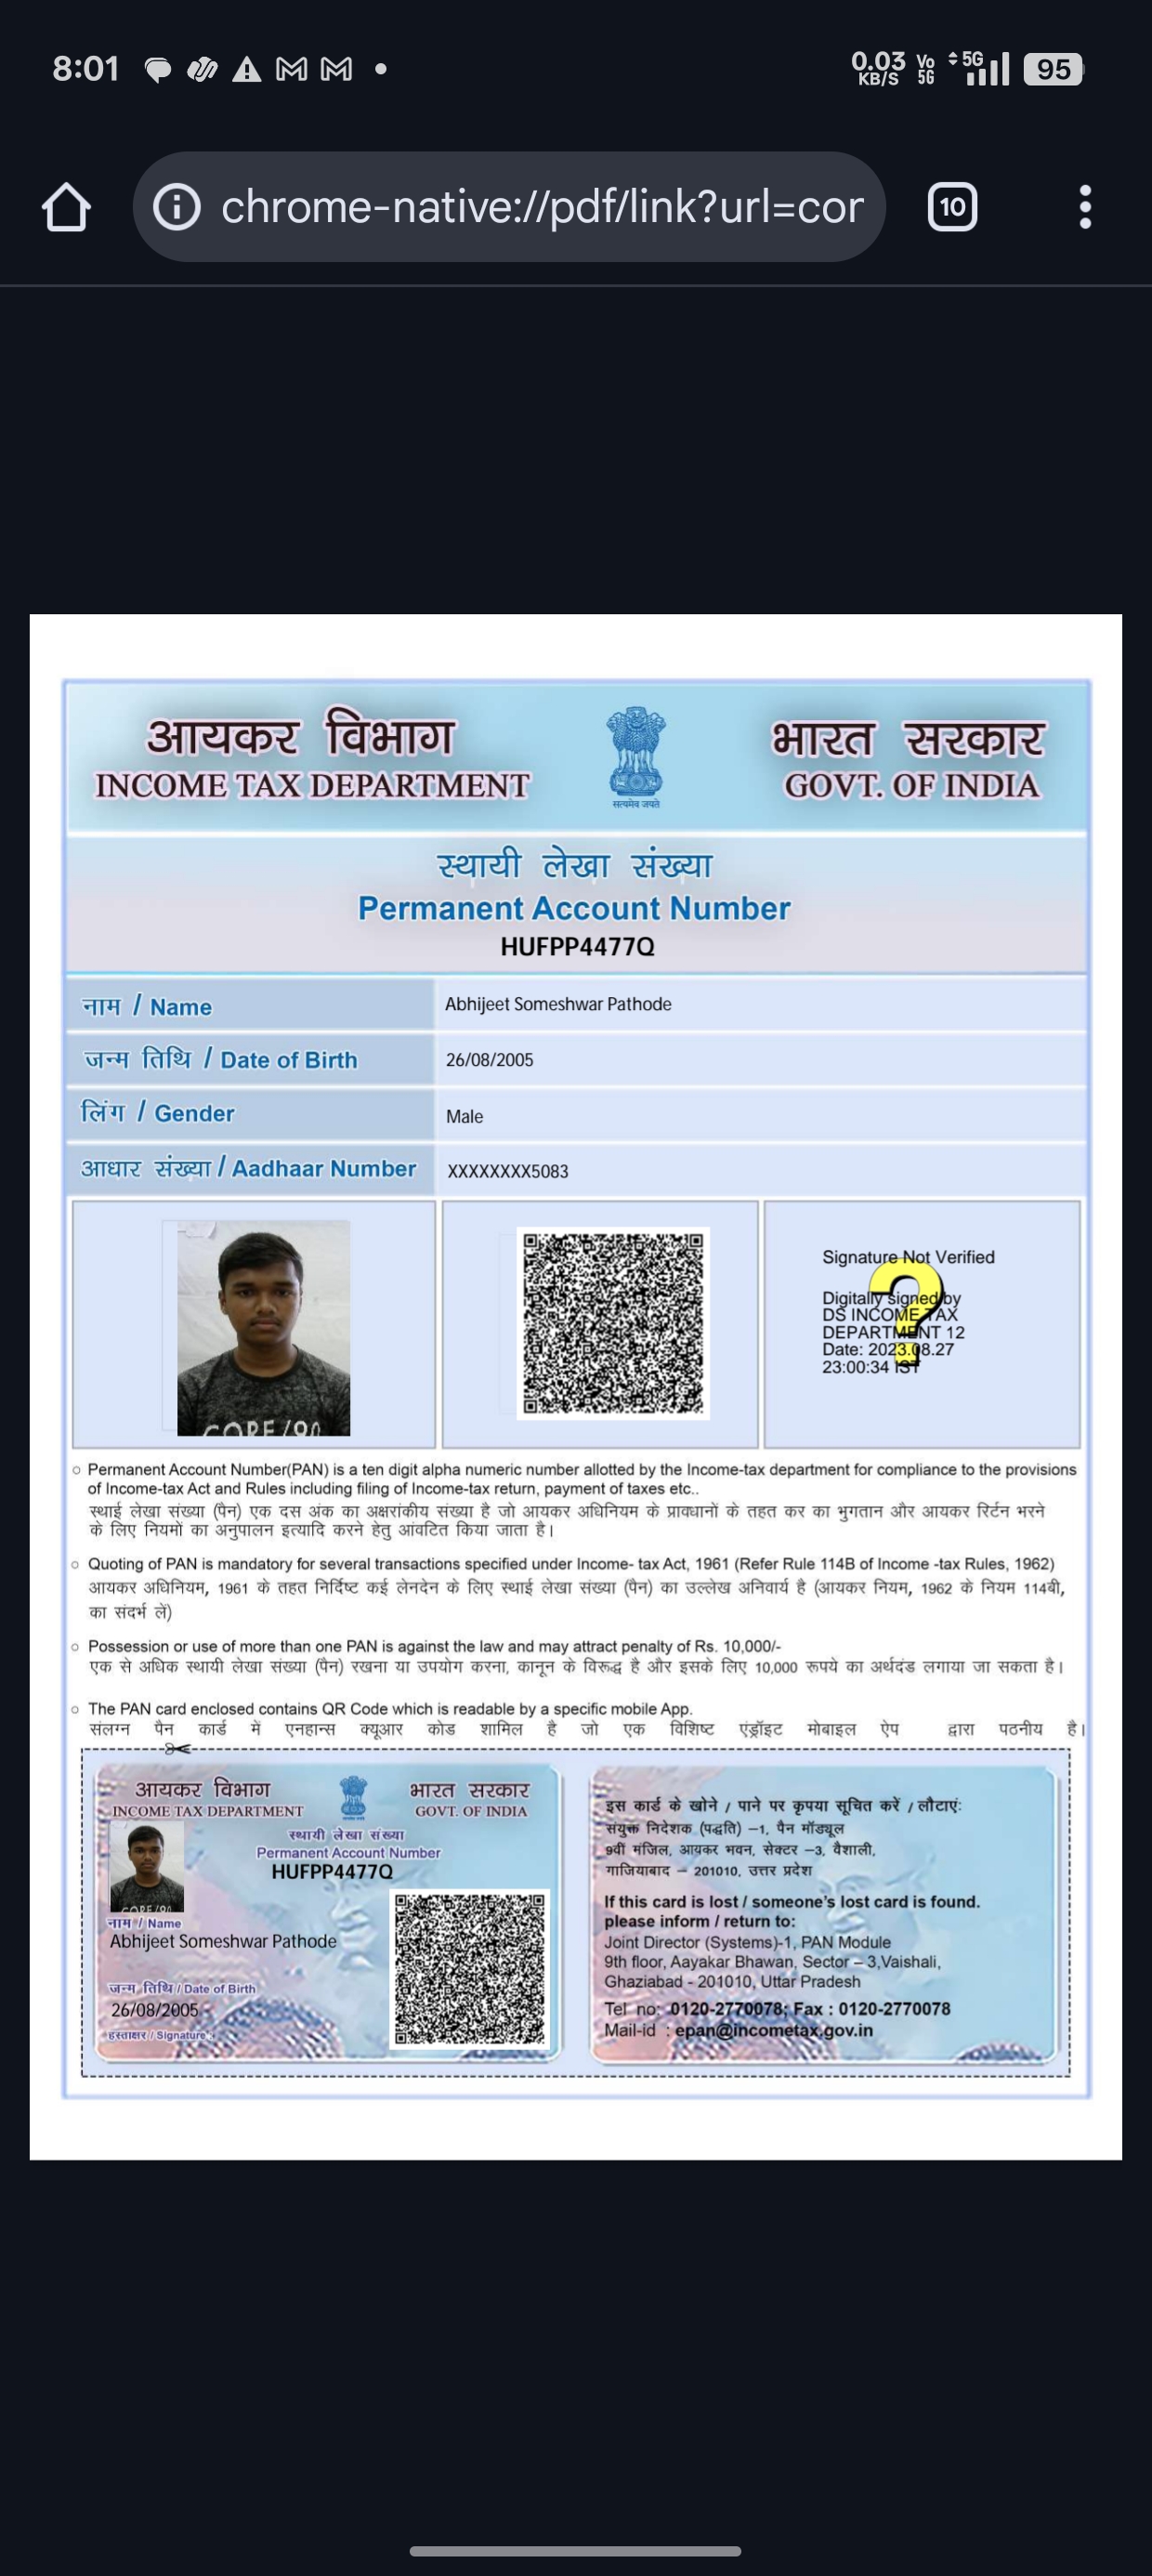 8:01
0.03 KB/S Vo 5G 5G 95
chrome-native://pdf/link?url=cor
10
आयकर विभाग
INCOME TAX DEPARTMENT
सत्यमेव जयते
भारत सरकार
GOVT. OF INDIA
स्थायी लेखा संख्या
Permanent Account Number
HUFPP4477Q
नाम / Name Abhijeet Someshwar Pathode
जन्म तिथि / Date of Birth 26/08/2005
लिंग / Gender Male
आधार संख्या / Aadhaar Number XXXXXXXX5083
Signature Not Verified
Digitally signed by
DS INCOME TAX
DEPARTMENT 12
Date: 2023.08.27
23:00:34 IST
?
Permanent Account Number(PAN) is a ten digit alpha numeric number allotted by the Income-tax department for compliance to the provisions
of Income-tax Act and Rules including filing of Income-tax return, payment of taxes etc..
स्थाई लेखा संख्या (पैन) एक दस अंक का अक्षरांकीय संख्या है जो आयकर अधिनियम के प्रावधानों के तहत कर का भुगतान और आयकर रिर्टन भरने
के लिए नियमों का अनुपालन इत्यादि करने हेतु आंवटित किया जाता है।
Quoting of PAN is mandatory for several transactions specified under Income- tax Act, 1961 (Refer Rule 114B of Income -tax Rules, 1962)
आयकर अधिनियम, 1961 के तहत निर्दिष्ट कई लेनदेन के लिए स्थाई लेखा संख्या (पैन) का उल्लेख अनिवार्य है (आयकर नियम, 1962 के नियम 114बी,
का संदर्भ लें)
Possession or use of more than one PAN is against the law and may attract penalty of Rs. 10,000/-
एक से अधिक स्थायी लेखा संख्या (पैन) रखना या उपयोग करना, कानून के विरूद्ध है और इसके लिए 10,000 रूपये का अर्थदंड लगाया जा सकता है।
The PAN card enclosed contains QR Code which is readable by a specific mobile App.
संलग्न पैन कार्ड में एनहान्स क्यूआर कोड शामिल है जो एक विशिष्ट एंड्रॉइट मोबाइल ऐप द्वारा पठनीय है।
आयकर विभाग
INCOME TAX DEPARTMENT
भारत सरकार
GOVT. OF INDIA
स्थायी लेखा संख्या
Permanent Account Number
HUFPP4477Q
नाम / Name
Abhijeet Someshwar Pathode
जन्म तिथि / Date of Birth
26/08/2005
हस्ताक्षर / Signature :
इस कार्ड के खोने / पाने पर कृपया सूचित करें / लौटाएं:
संयुक्त निदेशक (पद्धति) –1, पैन मॉड्यूल
9वीं मंजिल, आयकर भवन, सेक्टर –3, वैशाली,
गाजियाबाद – 201010, उत्तर प्रदेश
If this card is lost / someone's lost card is found.
please inform / return to:
Joint Director (Systems)-1, PAN Module
9th floor, Aayakar Bhawan, Sector – 3,Vaishali,
Ghaziabad - 201010, Uttar Pradesh
Tel no: 0120-2770078; Fax : 0120-2770078
Mail-id : epan@incometax.gov.in